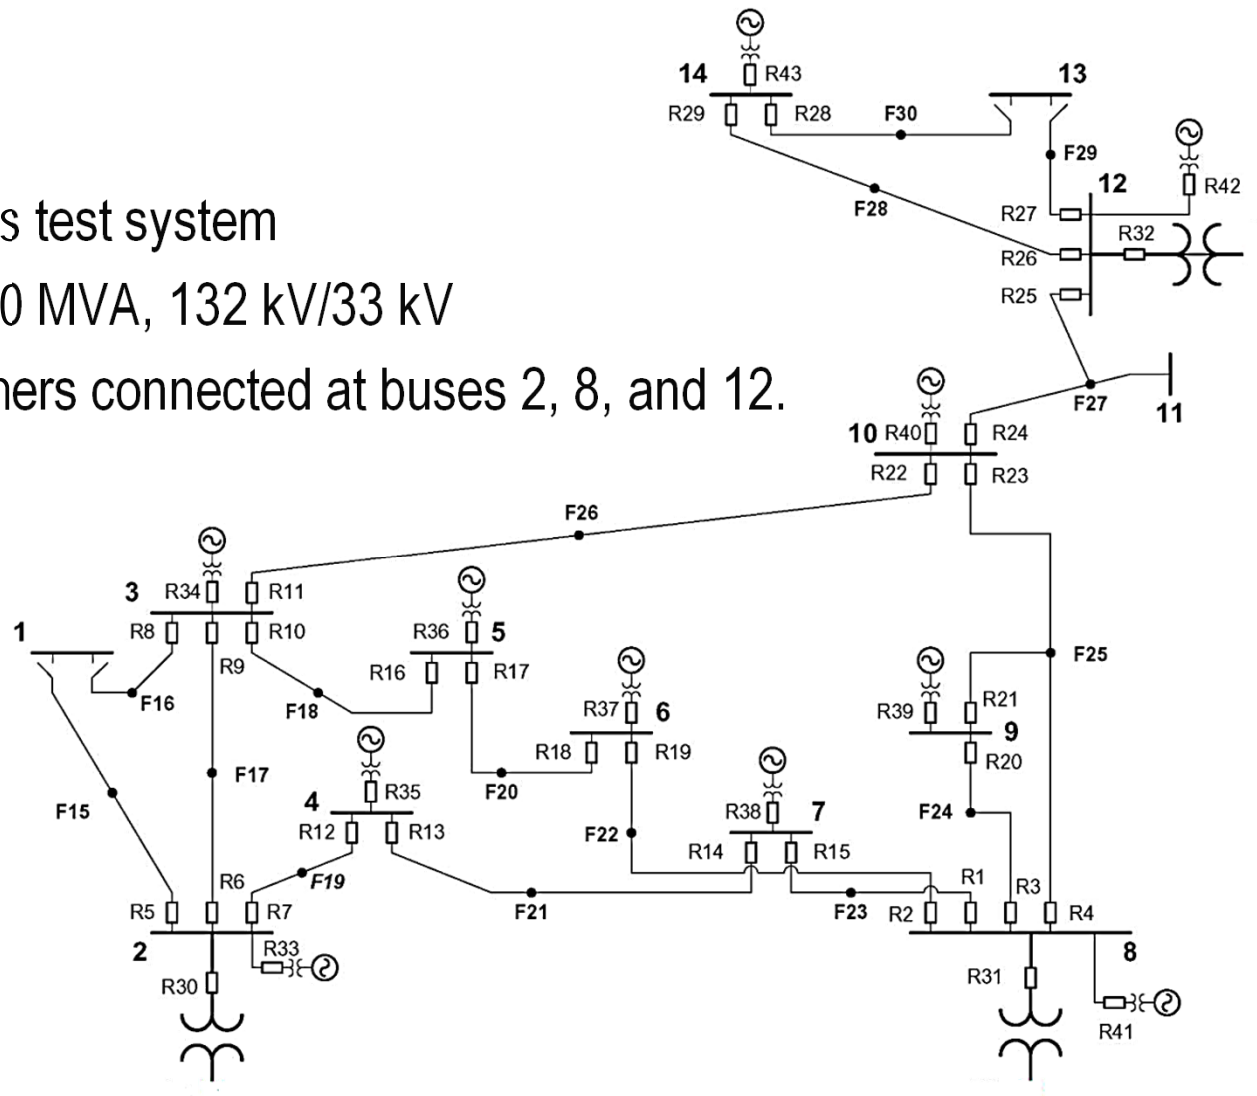 s test system
0 MVA, 132 kV/33 kV
ners connected at buses 2, 8, and 12.
14
R43
13
R29
R28
F30
F29
12
R42
F28
R27
R32
R26
R25
F27
11
10
R40
R24
R22
R23
F26
3
R34
R11
1
R8
R10
R36
5
R9
R16
R17
F25
F16
F18
R37
6
R39
R21
9
R18
R19
R20
F17
F20
F15
4
R35
R38
7
F24
R12
R13
F22
R14
R15
F19
R6
R1
R3
R5
R7
F21
F23
R2
R4
2
R33
8
R30
R31
R41